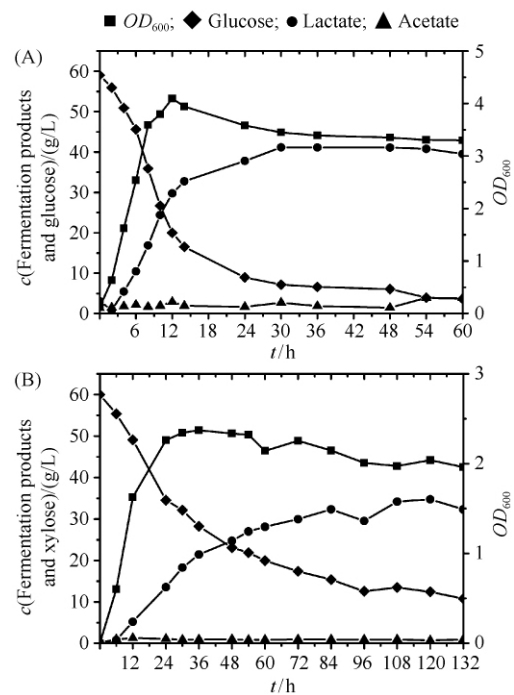 OD600; Glucose; Lactate; Acetate
(A)
c(Fermentation products and glucose)/(g/L)
60
50
40
30
20
10
0
5
4
3
2
1
0
OD600
6 12 18 24 30 36 42 48 54 60
t/h
(B)
c(Fermentation products and xylose)/(g/L)
60
50
40
30
20
10
0
3
2
1
0
OD600
12 24 36 48 60 72 84 96 108 120 132
t/h